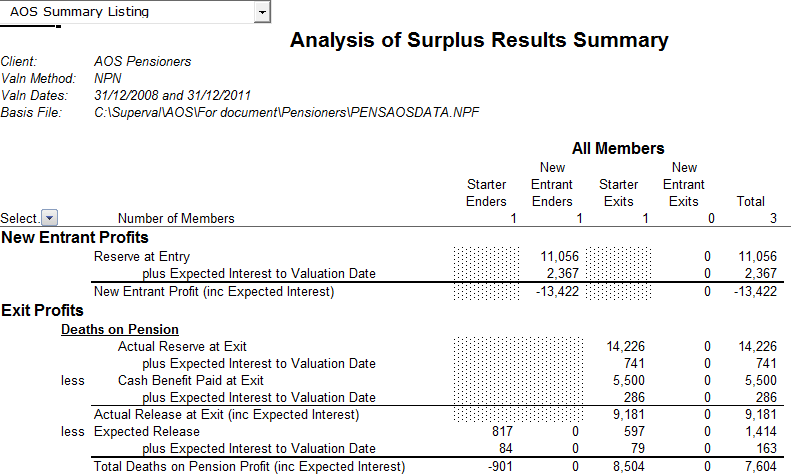 AOS Summary Listing
Analysis of Surplus Results Summary
Client: AOS Pensioners
Valn Method: NPN
Valn Dates: 31/12/2008 and 31/12/2011
Basis File: C:\Superval\AOS\For document\Pensioners\PENSAOSDATA.NPF
All Members
New New
Starter Entrant Starter Entrant
Enders Enders Exits Exits Total
Select. Number of Members 1 1 1 0 3
New Entrant Profits
Reserve at Entry 11,056 0 11,056
plus Expected Interest to Valuation Date 2,367 0 2,367
New Entrant Profit (inc Expected Interest) -13,422 0 -13,422
Exit Profits
Deaths on Pension
Actual Reserve at Exit 14,226 0 14,226
plus Expected Interest to Valuation Date 741 0 741
less Cash Benefit Paid at Exit 5,500 0 5,500
plus Expected Interest to Valuation Date 286 0 286
Actual Release at Exit (inc Expected Interest) 9,181 0 9,181
less Expected Release 817 0 597 0 1,414
plus Expected Interest to Valuation Date 84 0 79 0 163
Total Deaths on Pension Profit (inc Expected Interest) -901 0 8,504 0 7,604